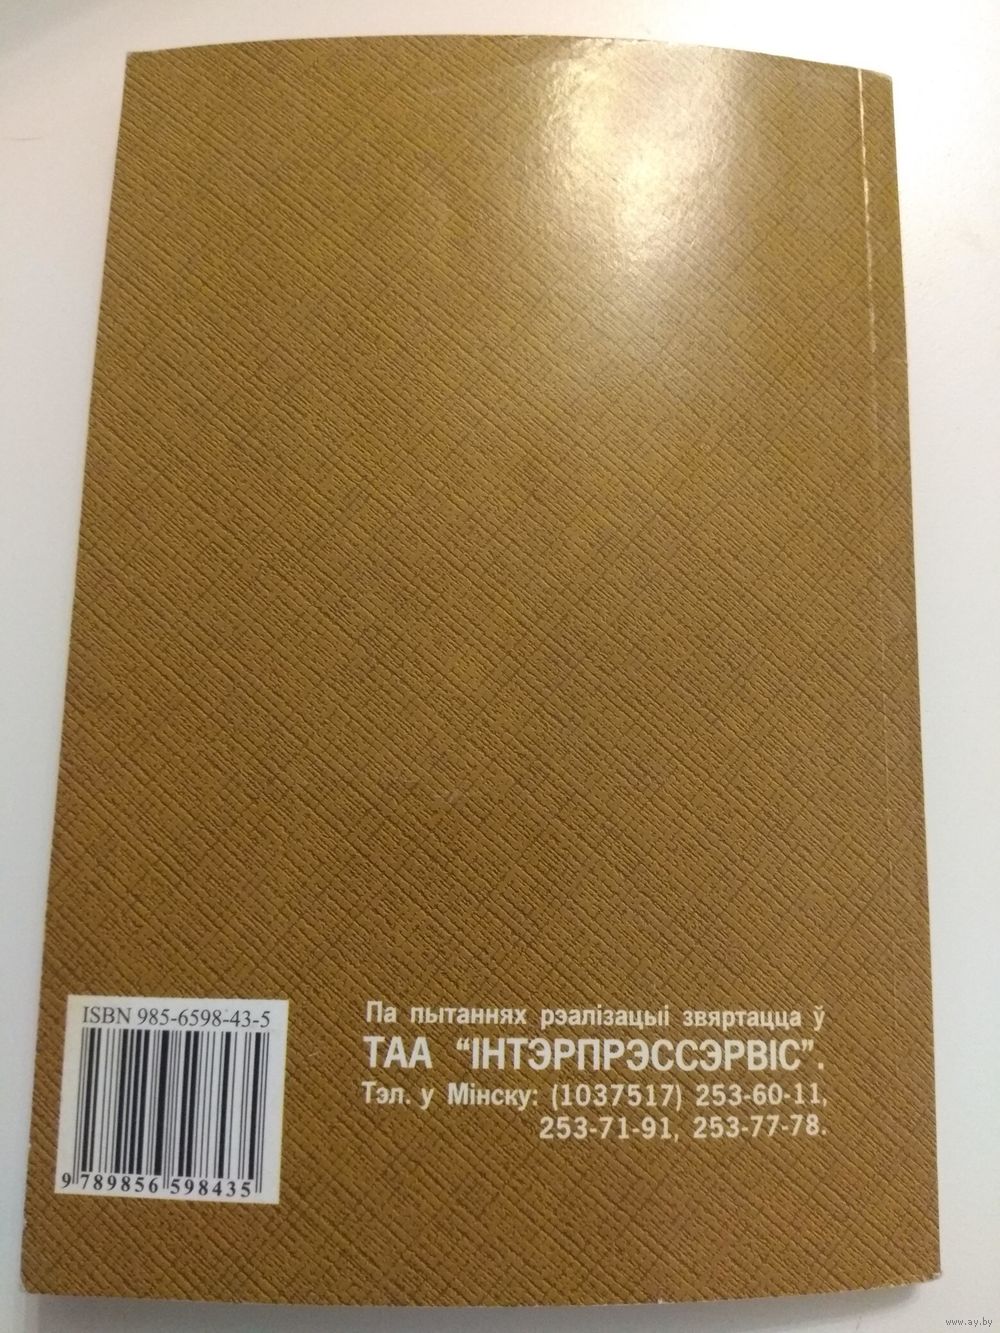 ISBN 985-6598-43-5
9 789856 598435
Па пытаннях рэалізацыі звяртацца ў
ТАА “ІНТЭРПРЭССЭРВІС”.
Тэл. у Мінску: (1037517) 253-60-11,
253-71-91, 253-77-78.
www.ay.by